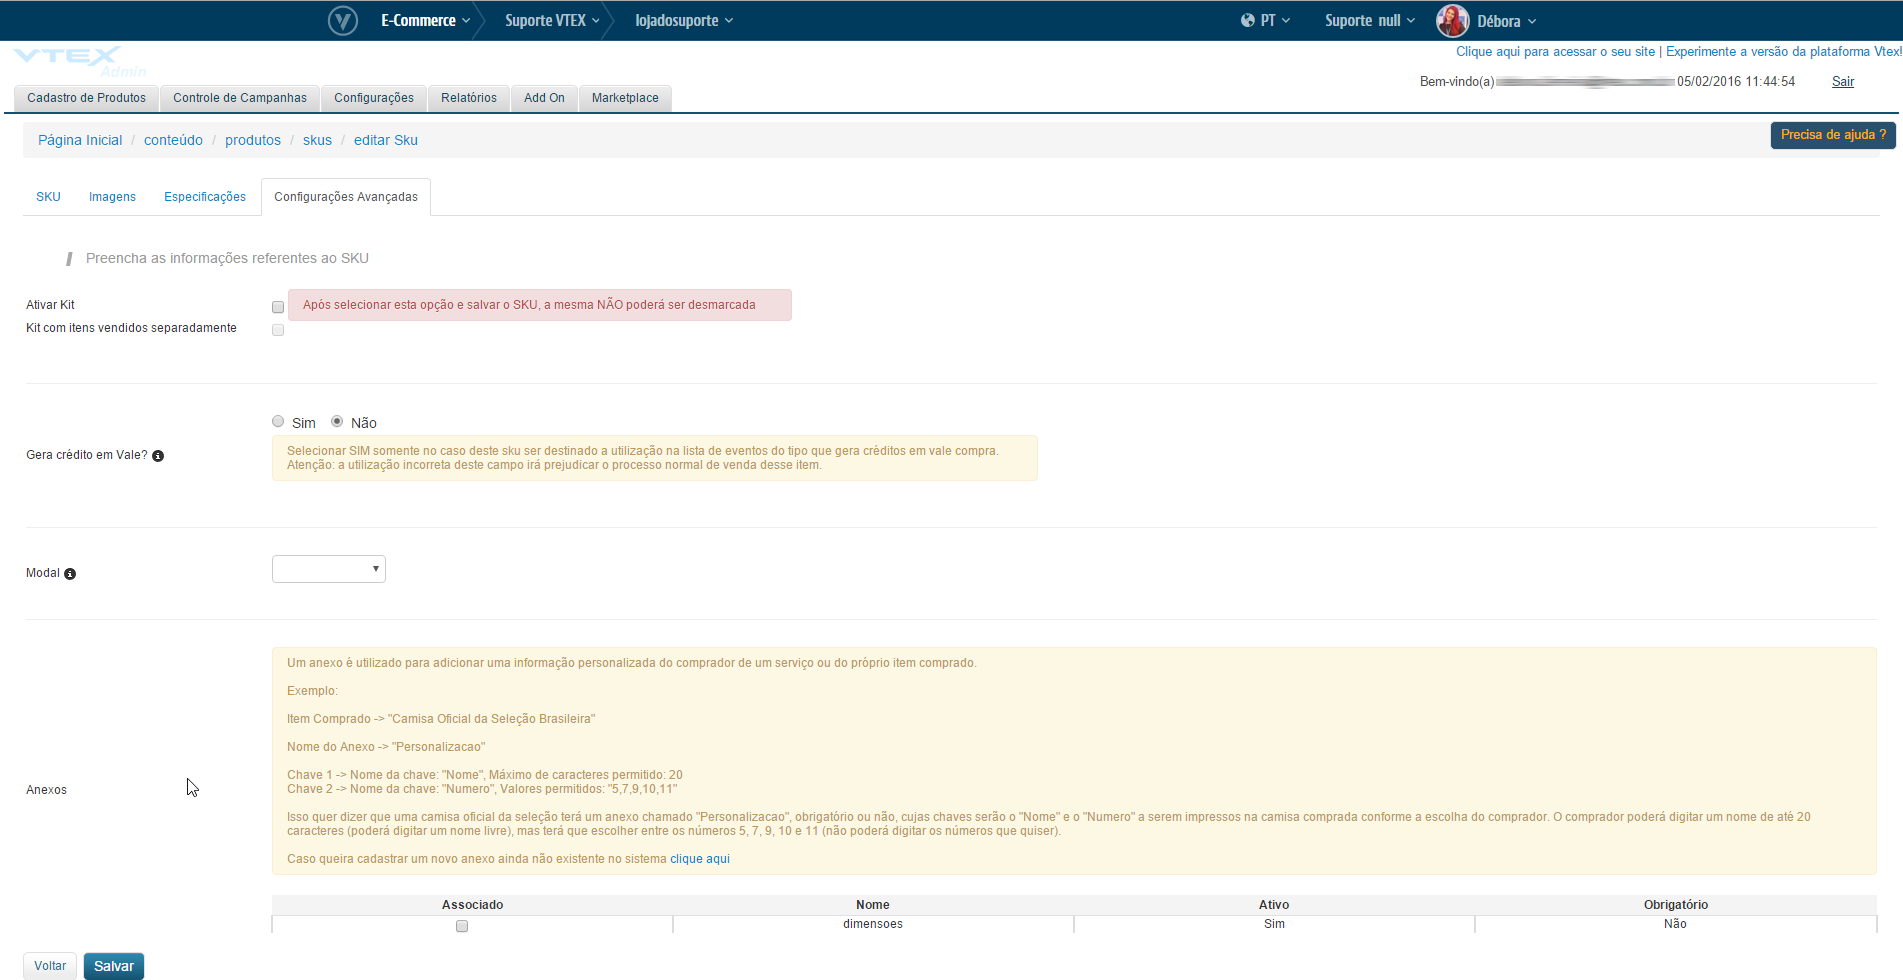 E-Commerce
Suporte VTEX
lojadosuporte
PT
Suporte null
Débora
VTEX
Admin
Clique aqui para acessar o seu site | Experimente a versão da plataforma Vtex!
Bem-vindo(a)
05/02/2016 11:44:54
Sair
Cadastro de Produtos
Controle de Campanhas
Configurações
Relatórios
Add On
Marketplace
Página Inicial / conteúdo / produtos / skus / editar Sku
Precisa de ajuda ?
SKU
Imagens
Especificações
Configurações Avançadas
Preencha as informações referentes ao SKU
Ativar Kit
Após selecionar esta opção e salvar o SKU, a mesma NÃO poderá ser desmarcada
Kit com itens vendidos separadamente
Sim
Não
Gera crédito em Vale?
Selecionar SIM somente no caso deste sku ser destinado a utilização na lista de eventos do tipo que gera créditos em vale compra.
Atenção: a utilização incorreta deste campo irá prejudicar o processo normal de venda desse item.
Modal
Anexos
Um anexo é utilizado para adicionar uma informação personalizada do comprador de um serviço ou do próprio item comprado.
Exemplo:
Item Comprado -> "Camisa Oficial da Seleção Brasileira"
Nome do Anexo -> "Personalizacao"
Chave 1 -> Nome da chave: "Nome", Máximo de caracteres permitido: 20
Chave 2 -> Nome da chave: "Numero", Valores permitidos: "5,7,9,10,11"
Isso quer dizer que uma camisa oficial da seleção terá um anexo chamado "Personalizacao", obrigatório ou não, cujas chaves serão o "Nome" e o "Numero" a serem impressos na camisa comprada conforme a escolha do comprador. O comprador poderá digitar um nome de até 20
caracteres (poderá digitar um nome livre), mas terá que escolher entre os números 5, 7, 9, 10 e 11 (não poderá digitar os números que quiser).
Caso queira cadastrar um novo anexo ainda não existente no sistema clique aqui
Associado
Nome
Ativo
Obrigatório
dimensoes
Sim
Não
Voltar
Salvar